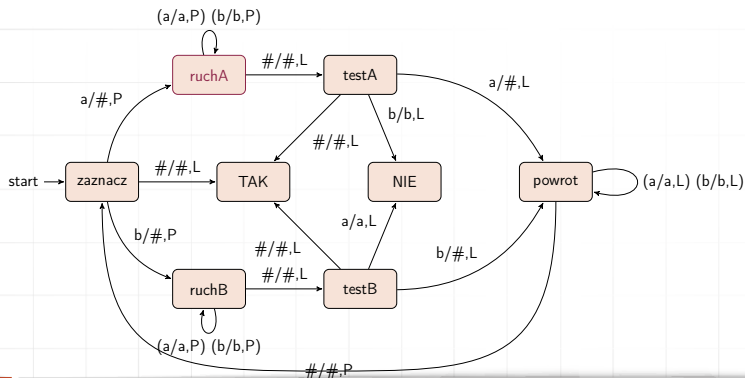 (a/a,P) (b/b,P)
ruchA
#/#,L
testA
a/#,L
a/#,P
b/b,L
#/#,L
start
zaznacz
#/#,L
TAK
NIE
powrot
(a/a,L) (b/b,L)
b/#,P
a/a,L
#/#,L
b/#,L
ruchB
#/#,L
testB
(a/a,P) (b/b,P)
#/#,P